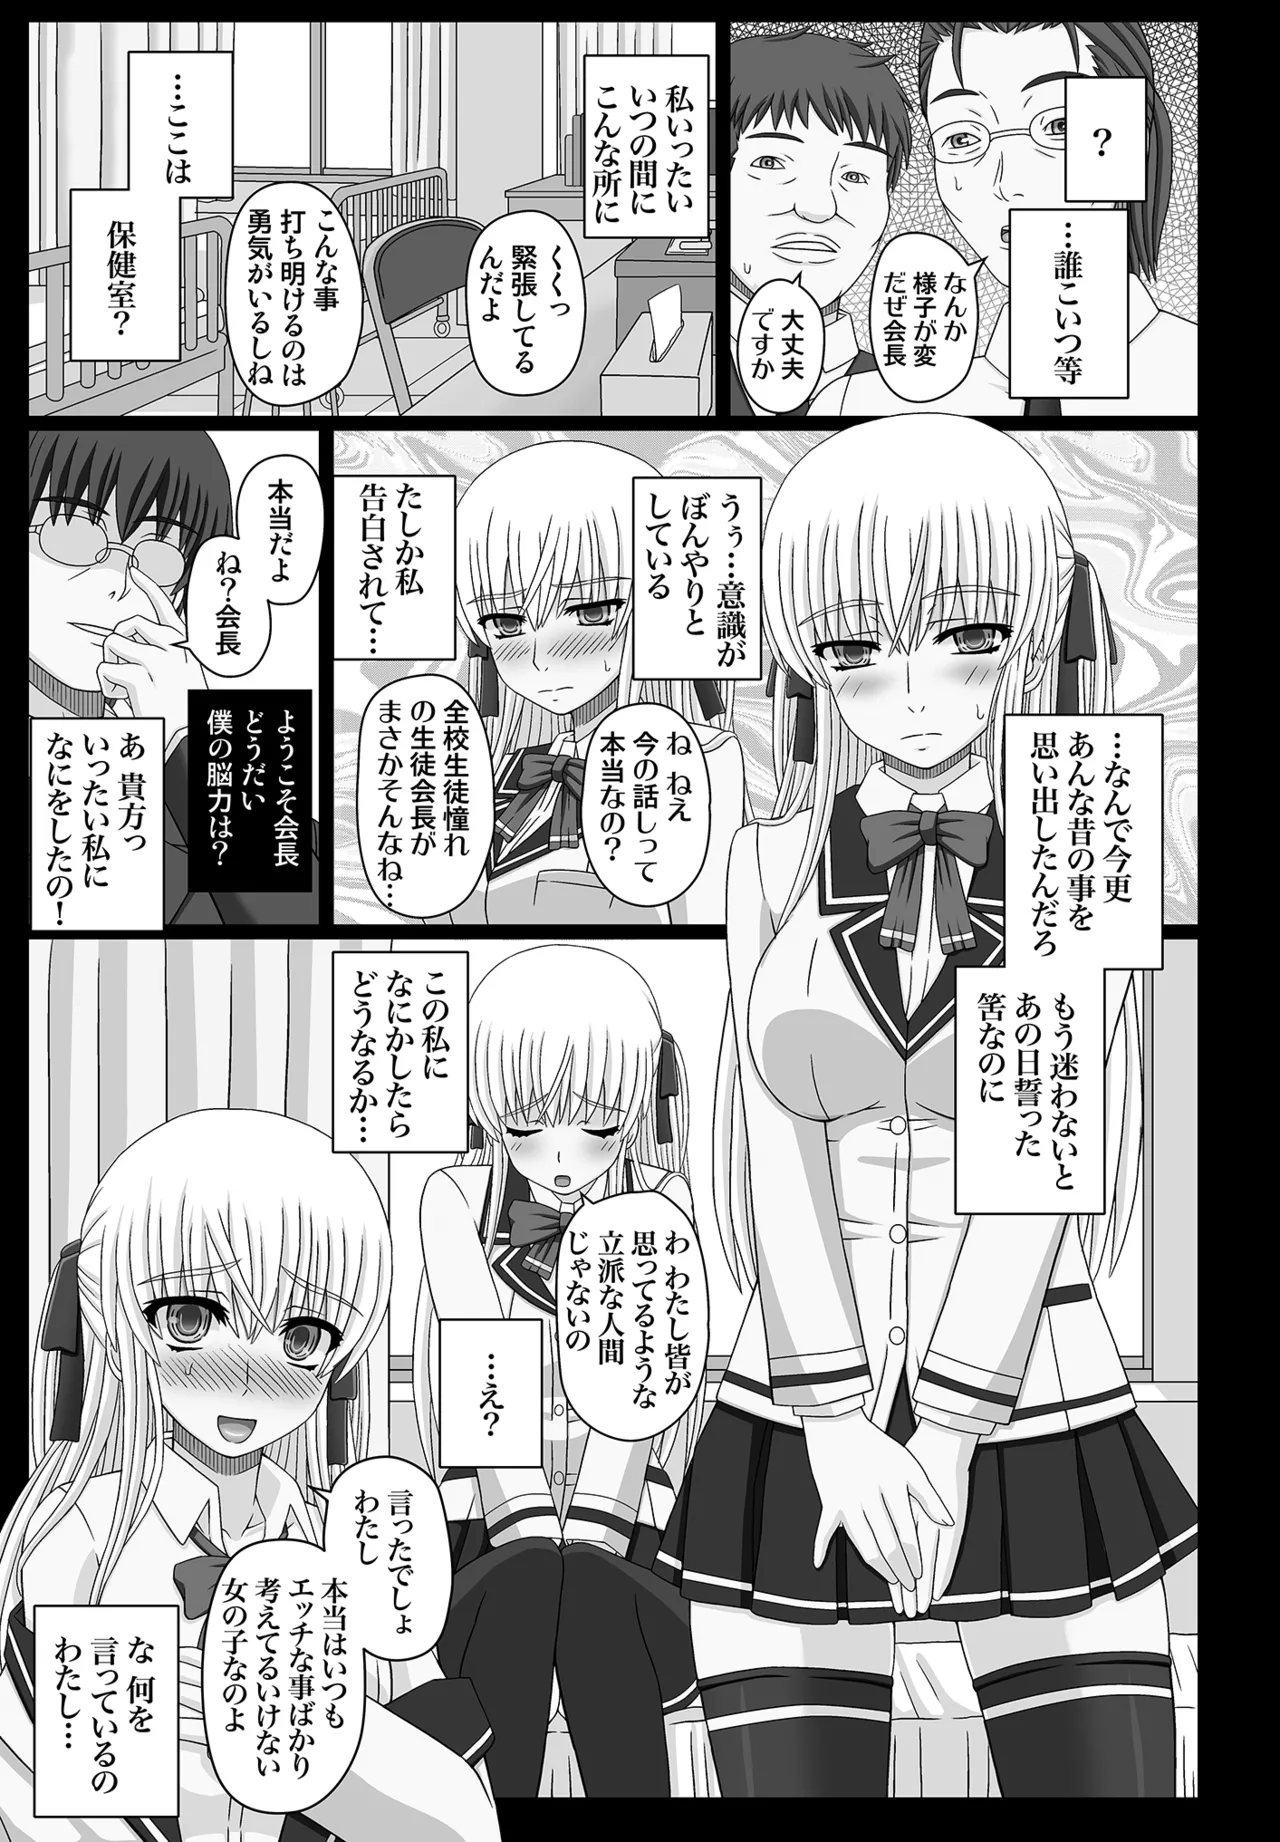 ?
…誰こいつ等
なんか
様子が変
だぜ会長
大丈夫
ですか
私いったい
いつの間に
こんな所に
〜〜っ
緊張してる
んだよ
こんな事
打ち明けるのは
勇気がいるしね
…ここは
保健室?
…なんで今更
あんな昔の事を
思い出したんだろ
もう迷わないと
あの日誓った
筈なのに
うぅ…意識が
ぼんやりと
している
ね ねえ
今の話しって
本当なの?
たしか私
告白されて…
全校生徒憧れ
の生徒会長が
まさかそんなね…
本当だよ
ね?会長
ようこそ会長
どうだい
僕の脳力は?
あ 貴方っ
いったい私に
なにをしたの!
この私に
なにかしたら
どうなるか…
わ わたし皆が
思ってるような
立派な人間
じゃないの
…え?
言ったでしょ
わたし
本当はいつも
エッチな事ばかり
考えてるいけない
女の子なのよ
な 何を
言っているの
わたし…